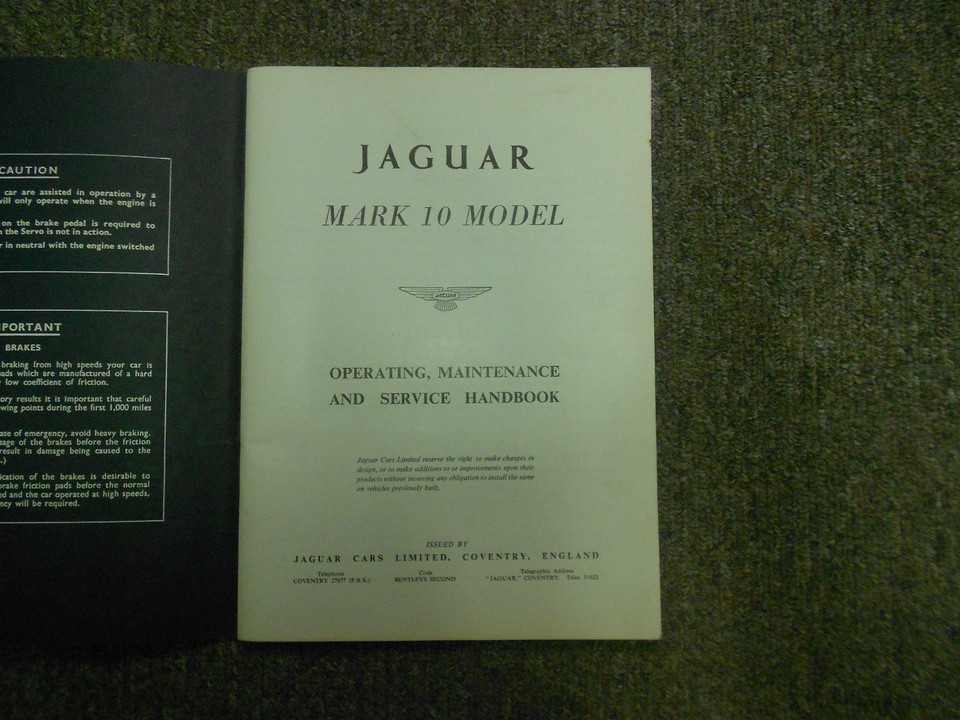 CAUTION
car are assisted in operation by a
will only operate when the engine is
on the brake pedal is required to
the Servo is not in action.
in neutral with the engine switched
PORTANT
BRAKES
braking from high speeds your car is
ads which are manufactured of a hard
low coefficient of friction.
ory results it is important that careful
wing points during the first 1,000 miles
ase of emergency, avoid heavy braking.
sage of the brakes before the friction
result in damage being caused to the
.)
ication of the brakes is desirable to
brake friction pads before the normal
ed and the car operated at high speeds,
ncy will be required.
JAGUAR
MARK 10 MODEL
JAGUAR
OPERATING, MAINTENANCE
AND SERVICE HANDBOOK
Jaguar Cars Limited reserve the right to make changes in
design, or to make additions to or improvements upon their
products without incurring any obligation to install the same
on vehicles previously built.
ISSUED BY
JAGUAR CARS LIMITED, COVENTRY, ENGLAND
Telephone
COVENTRY 27677 (P.B.X.)
Code
BENTLEYS SECOND
Telegraphic Address
"JAGUAR," COVENTRY. Telex 31622